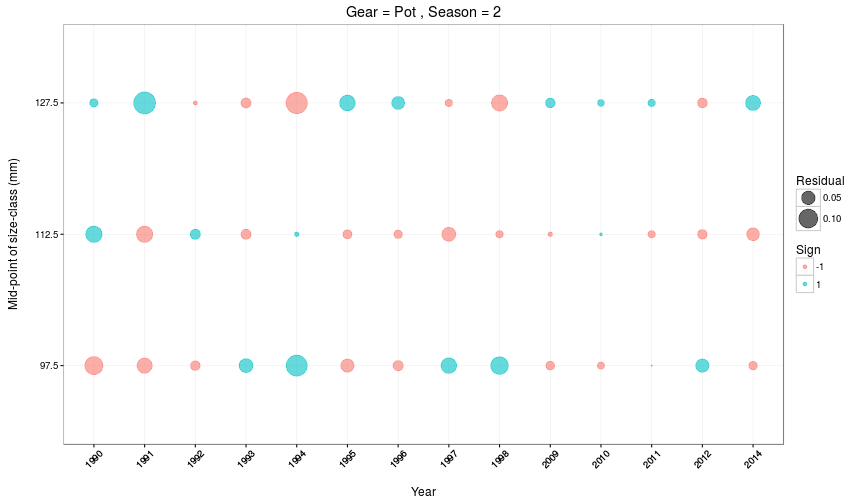 Gear = Pot , Season = 2
Mid-point of size-class (mm)
127.5
112.5
97.5
1990 1991 1992 1993 1994 1995 1996 1997 1998 2009 2010 2011 2012 2014
Year
Residual
0.05
0.10
Sign
-1
1